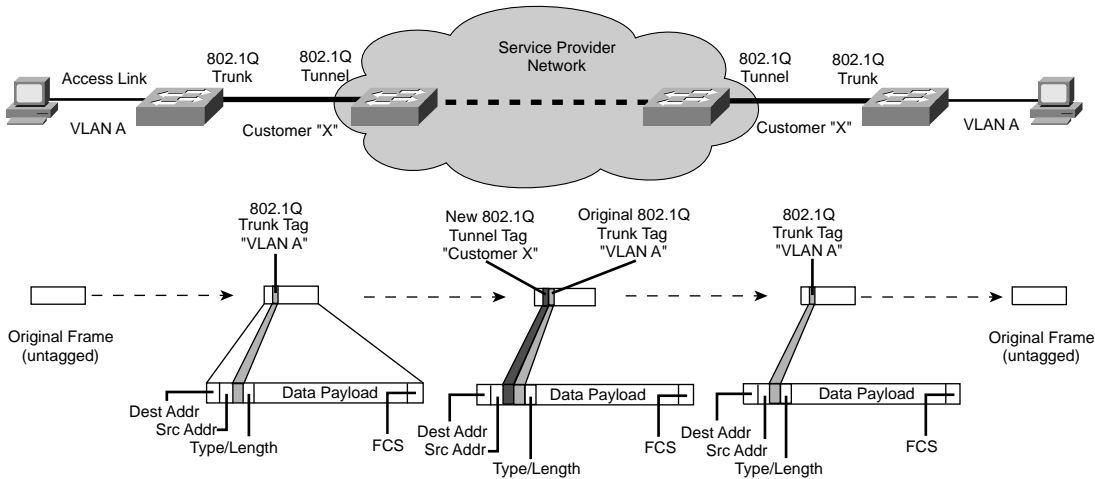 Service Provider
Network
Access Link
802.1Q
Trunk
802.1Q
Tunnel
802.1Q
Tunnel
802.1Q
Trunk
VLAN A
Customer "X"
Customer "X"
VLAN A
802.1Q
Trunk Tag
"VLAN A"
New 802.1Q
Tunnel Tag
"Customer X"
Original 802.1Q
Trunk Tag
"VLAN A"
802.1Q
Trunk Tag
"VLAN A"
Original Frame
(untagged)
Original Frame
(untagged)
Data Payload
Dest Addr
Src Addr
Type/Length
FCS
Data Payload
Dest Addr
Src Addr
Type/Length
FCS
Data Payload
Dest Addr
Src Addr
Type/Length
FCS